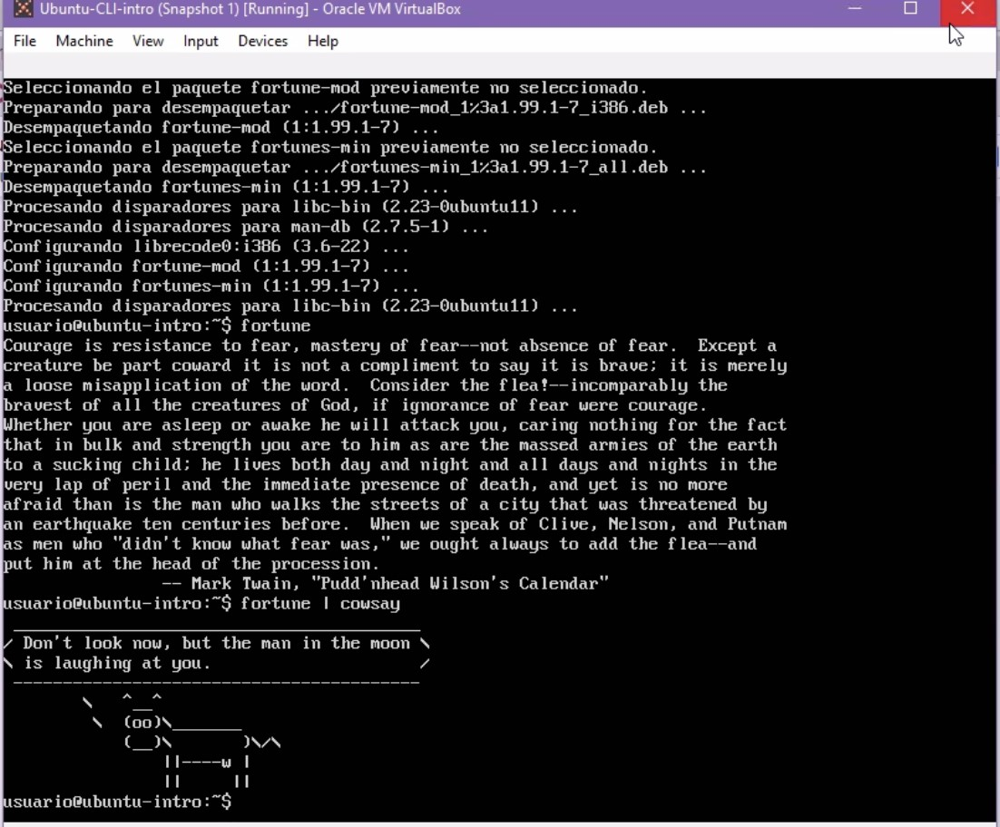 Ubuntu-CLI-intro (Snapshot 1) [Running] - Oracle VM VirtualBox
File Machine View Input Devices Help
Seleccionando el paquete fortune-mod previamente no seleccionado.
Preparando para desempaquetar .../fortune-mod_1%3a1.99.1-7_i386.deb ...
Desempaquetando fortune-mod (1:1.99.1-7) ...
Seleccionando el paquete fortunes-min previamente no seleccionado.
Preparando para desempaquetar .../fortunes-min_1%3a1.99.1-7_all.deb ...
Desempaquetando fortunes-min (1:1.99.1-7) ...
Procesando disparadores para libc-bin (2.23-0ubuntu11) ...
Procesando disparadores para man-db (2.7.5-1) ...
Configurando librecode0:i386 (3.6-22) ...
Configurando fortune-mod (1:1.99.1-7) ...
Configurando fortunes-min (1:1.99.1-7) ...
Procesando disparadores para libc-bin (2.23-0ubuntu11) ...
usuario@ubuntu-intro:~$ fortune
Courage is resistance to fear, mastery of fear--not absence of fear.  Except a
creature be part coward it is not a compliment to say it is brave; it is merely
a loose misapplication of the word.  Consider the flea!--incomparably the
bravest of all the creatures of God, if ignorance of fear were courage.
Whether you are asleep or awake he will attack you, caring nothing for the fact
that in bulk and strength you are to him as are the massed armies of the earth
to a sucking child; he lives both day and night and all days and nights in the
very lap of peril and the immediate presence of death, and yet is no more
afraid than is the man who walks the streets of a city that was threatened by
an earthquake ten centuries before.  When we speak of Clive, Nelson, and Putnam
as men who "didn't know what fear was," we ought always to add the flea--and
put him at the head of the procession.
                -- Mark Twain, "Pudd'nhead Wilson's Calendar"
usuario@ubuntu-intro:~$ fortune | cowsay
 _________________________________________
/ Don't look now, but the man in the moon \
\ is laughing at you.                     /
 -----------------------------------------
        \   ^__^
         \  (oo)\_______
            (__)\       )\/\
                ||----w |
                ||     ||
usuario@ubuntu-intro:~$